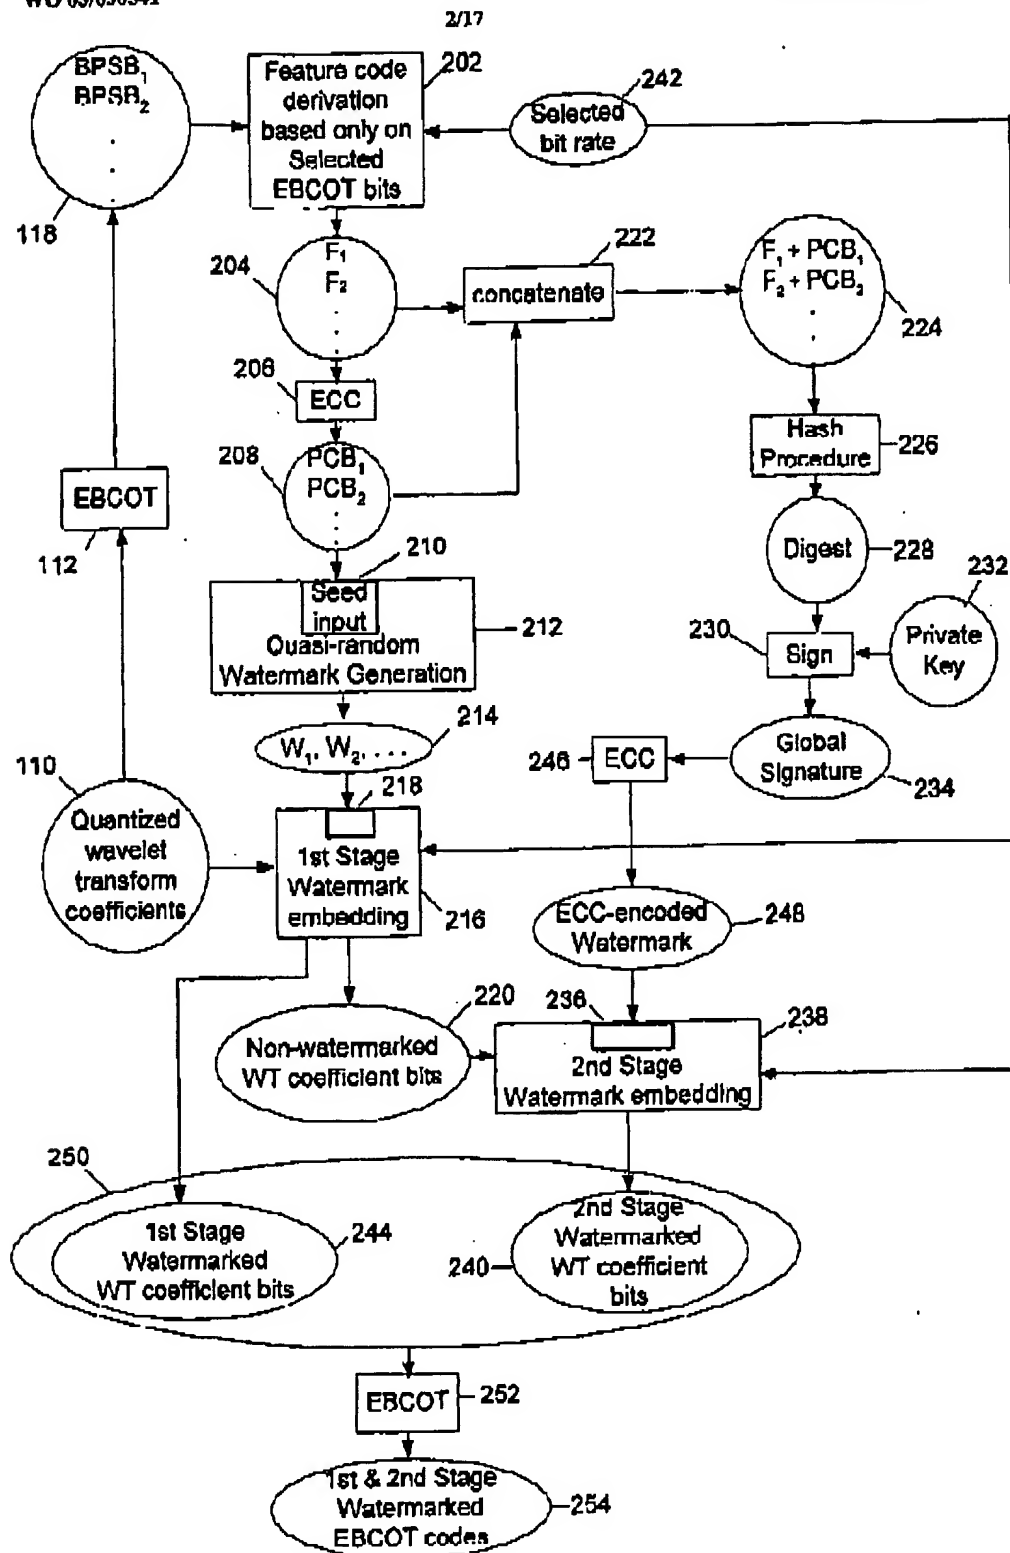 2/17
BPSB1
BPSB2
118
Feature code
derivation
based only on
Selected
EBCOT bits
202
Selected
bit rate
242
F1
F2
204
concatenate
222
F1 + PCB1
F2 + PCB2
224
206
ECC
208
PCB1
PCB2
Hash
Procedure
226
EBCOT
112
Digest
228
210
Seed
input
Quasi-random
Watermark Generation
212
230
Sign
232
Private
Key
W1, W2, . . . .
214
246
ECC
Global
Signature
234
110
Quantized
wavelet
transform
coefficients
218
1st Stage
Watermark
embedding
216
ECC-encoded
Watermark
248
220
Non-watermarked
WT coefficient bits
236
2nd Stage
Watermark embedding
238
250
1st Stage
Watermarked
WT coefficient bits
244
2nd Stage
Watermarked
WT coefficient
bits
240
EBCOT
252
1st & 2nd Stage
Watermarked
EBCOT codes
254